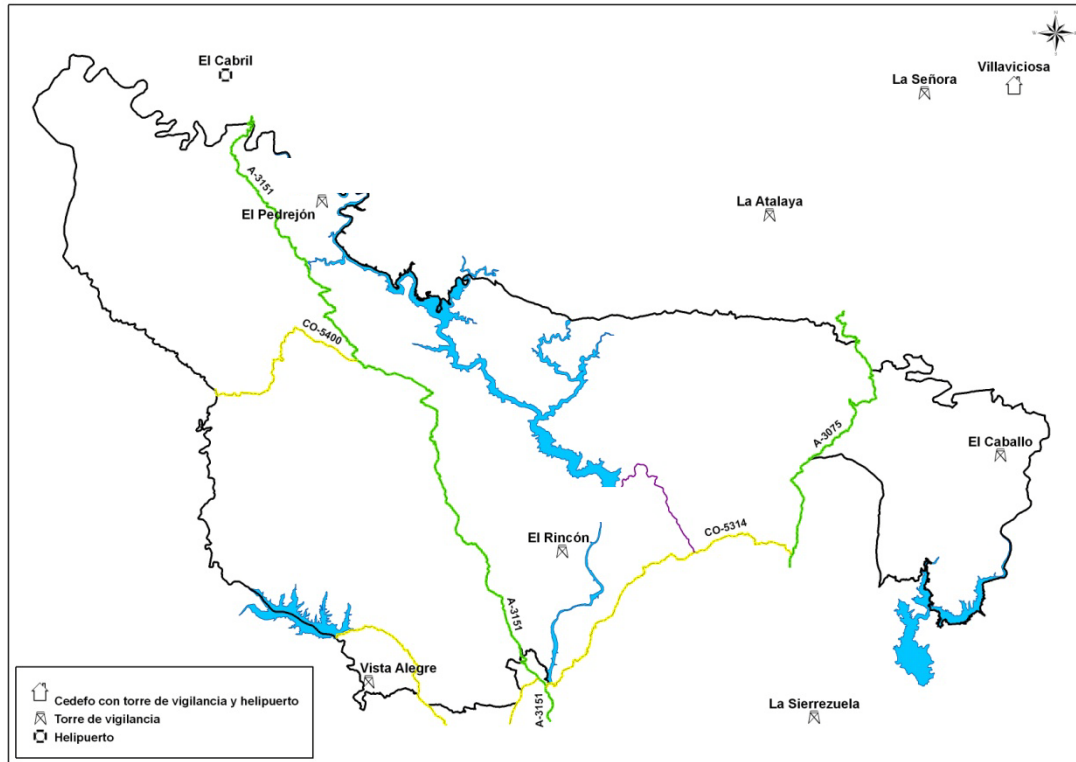 El Cabril
Villaviciosa
La Señora
A-3151
El Pedrejón
La Atalaya
CO-5400
A-3075
El Caballo
CO-5314
El Rincón
A-3151
Vista Alegre
La Sierrezuela
A-3151
Cedefo con torre de vigilancia y helipuerto
Torre de vigilancia
Helipuerto